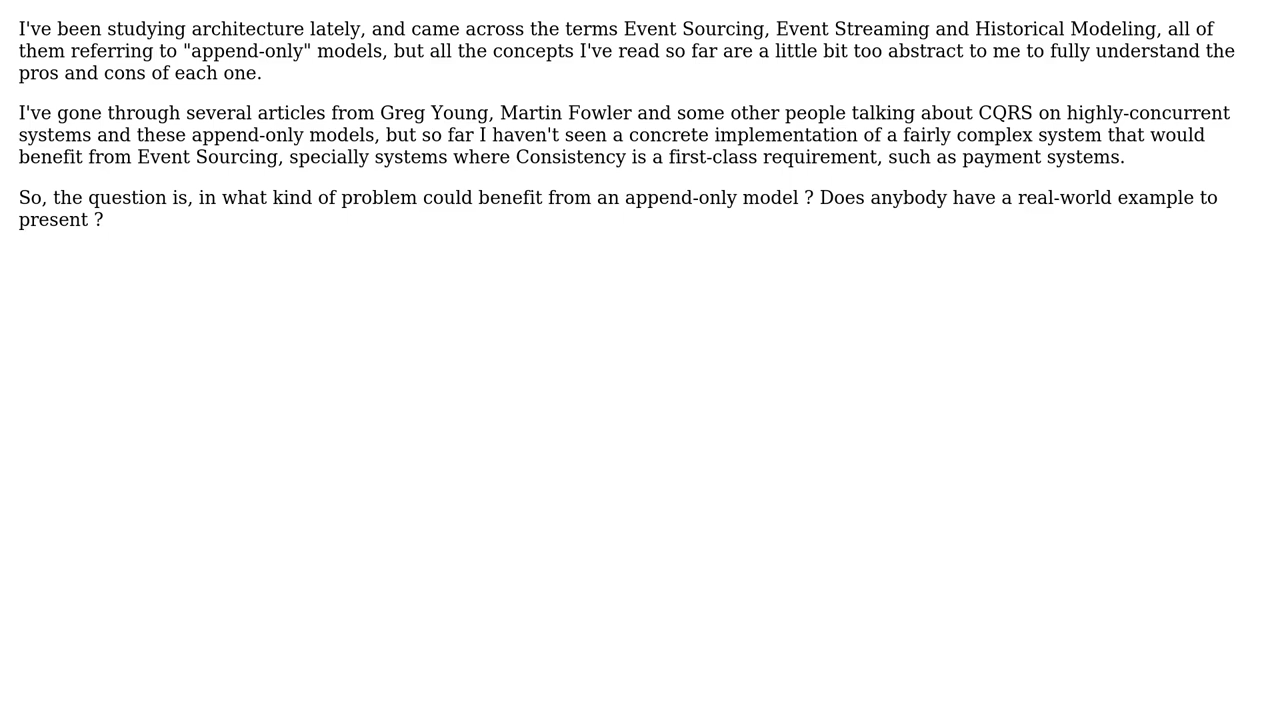 I've been studying architecture lately, and came across the terms Event Sourcing, Event Streaming and Historical Modeling, all of
them referring to "append-only" models, but all the concepts I've read so far are a little bit too abstract to me to fully understand the
pros and cons of each one.
I've gone through several articles from Greg Young, Martin Fowler and some other people talking about CQRS on highly-concurrent
systems and these append-only models, but so far I haven't seen a concrete implementation of a fairly complex system that would
benefit from Event Sourcing, specially systems where Consistency is a first-class requirement, such as payment systems.
So, the question is, in what kind of problem could benefit from an append-only model ? Does anybody have a real-world example to
present ?